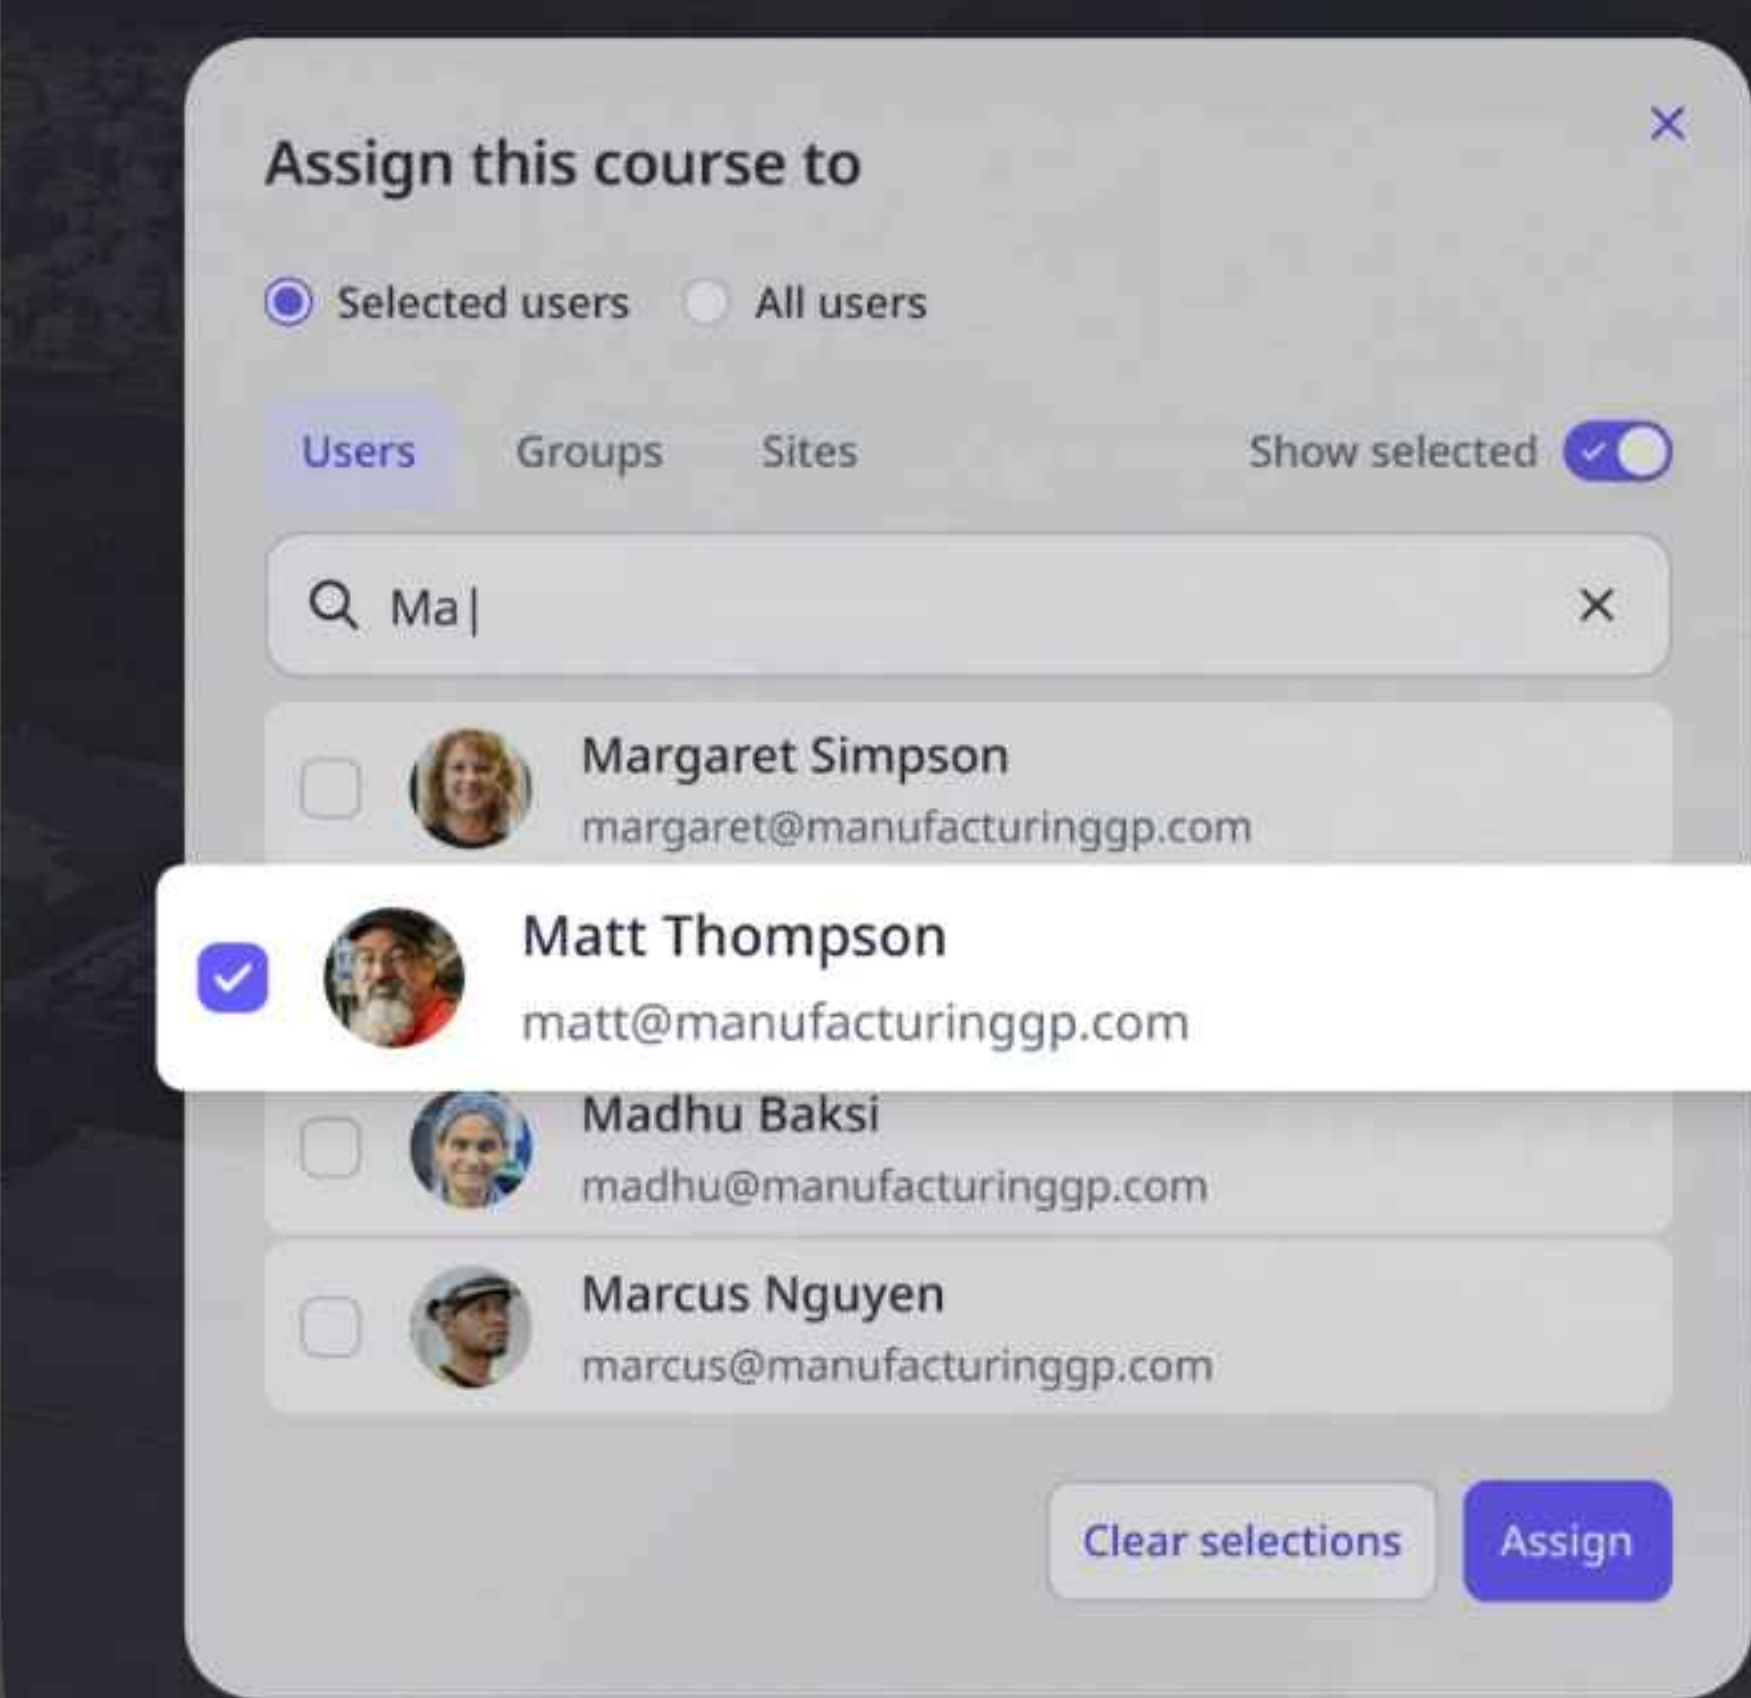 Assign this course to
Selected users All users
Users Groups Sites Show selected
Ma
Margaret Simpson
margaret@manufacturinggp.com
Matt Thompson
matt@manufacturinggp.com
Madhu Baksi
madhu@manufacturinggp.com
Marcus Nguyen
marcus@manufacturinggp.com
Clear selections Assign